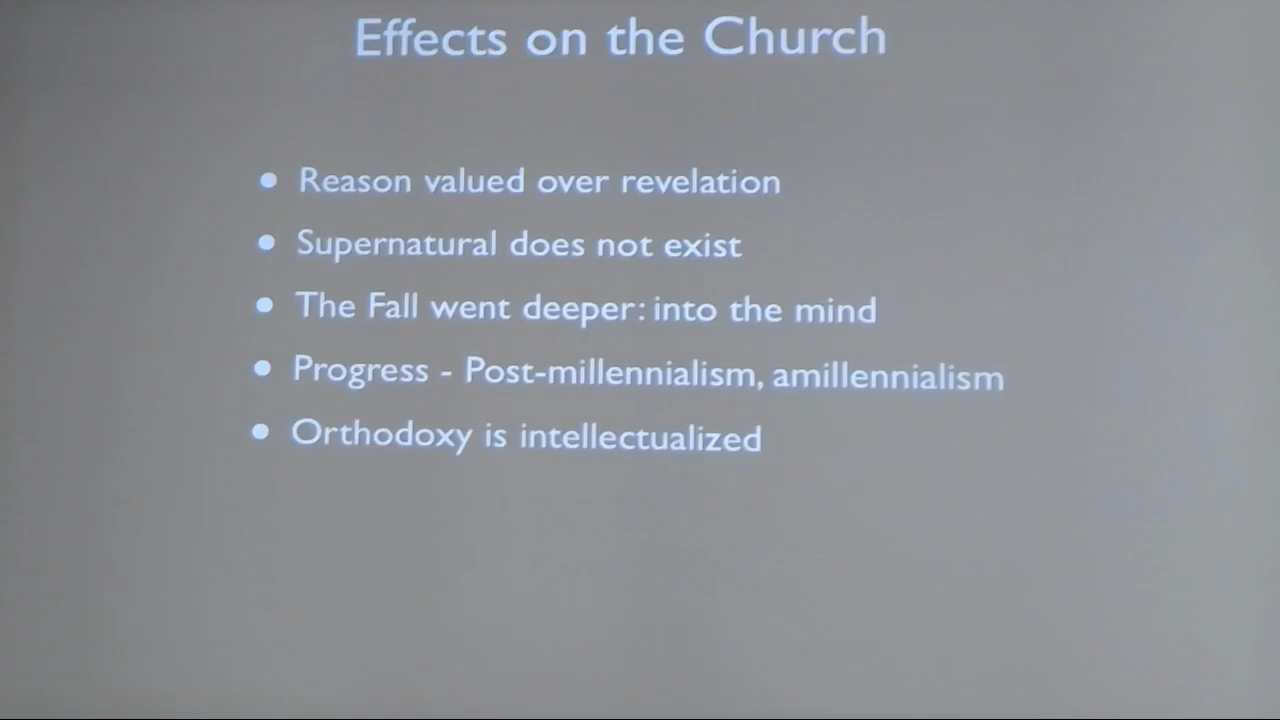 Effects on the Church
• Reason valued over revelation
• Supernatural does not exist
• The Fall went deeper: into the mind
• Progress - Post-millennialism, amillennialism
• Orthodoxy is intellectualized